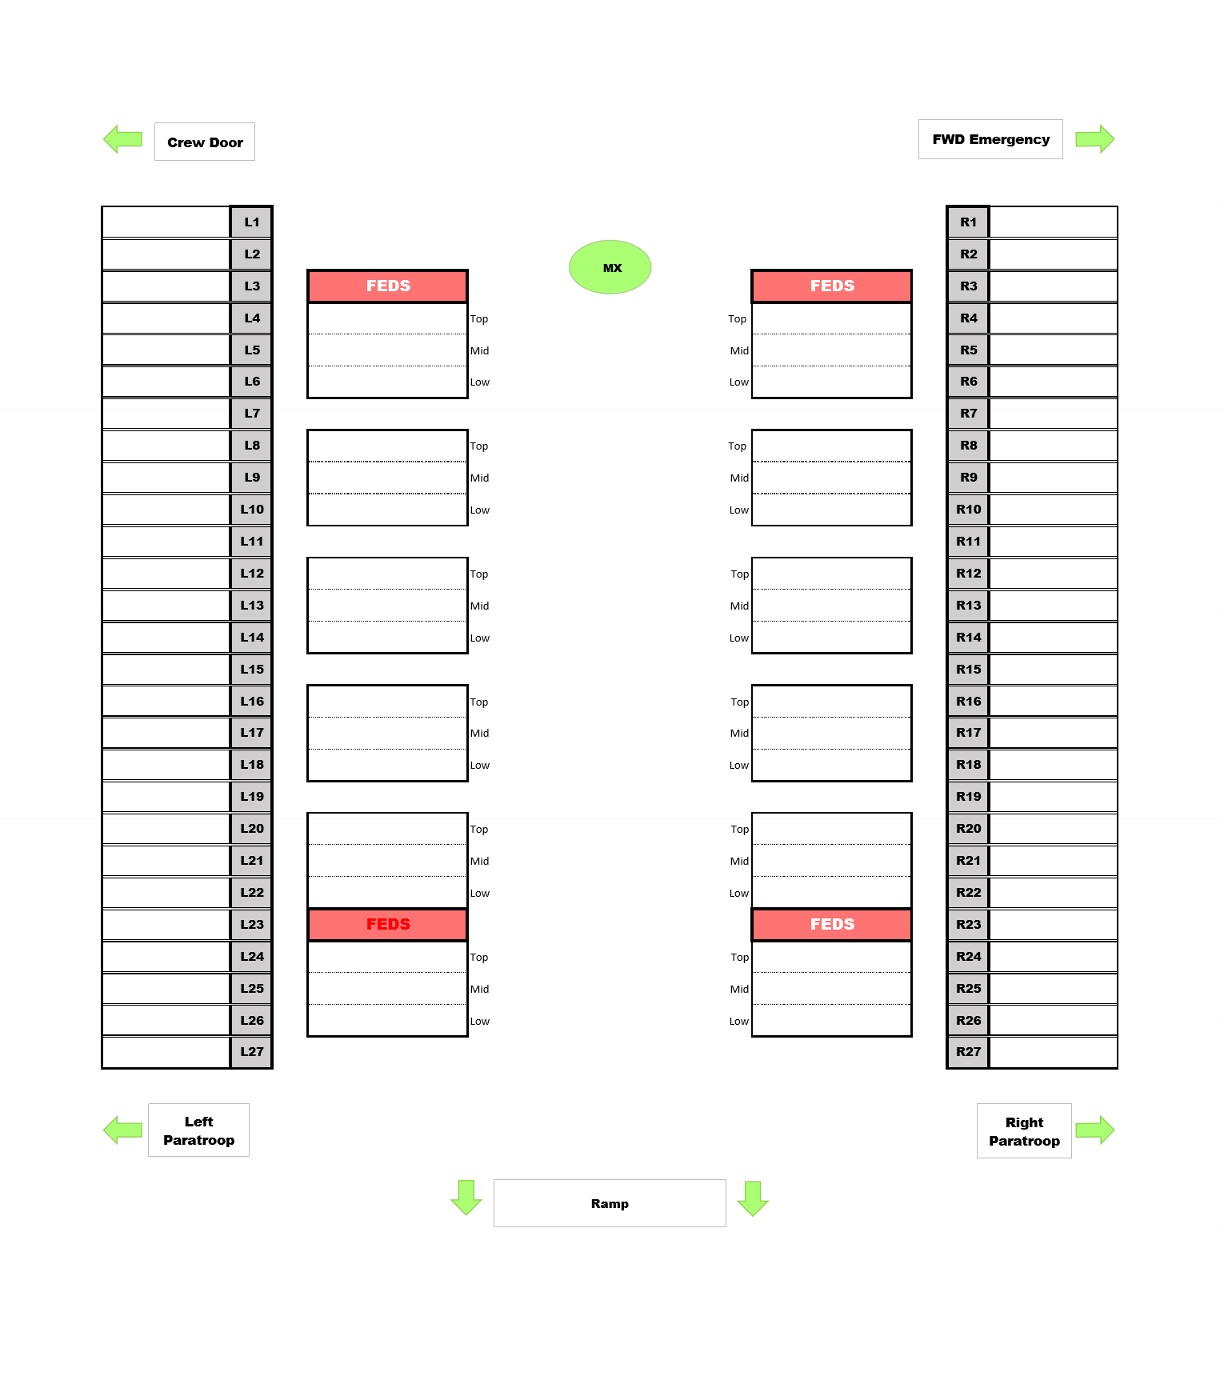 Crew Door
FWD Emergency
L1
R1
L2
R2
MX
L3
FEDS
FEDS
R3
L4
Top
Top
R4
L5
Mid
Mid
R5
L6
Low
Low
R6
L7
R7
L8
Top
Top
R8
L9
Mid
Mid
R9
L10
Low
Low
R10
L11
R11
L12
Top
Top
R12
L13
Mid
Mid
R13
L14
Low
Low
R14
L15
R15
L16
Top
Top
R16
L17
Mid
Mid
R17
L18
Low
Low
R18
L19
R19
L20
Top
Top
R20
L21
Mid
Mid
R21
L22
Low
Low
R22
L23
FEDS
FEDS
R23
L24
Top
Top
R24
L25
Mid
Mid
R25
L26
Low
Low
R26
L27
R27
Left
Paratroop
Right
Paratroop
Ramp